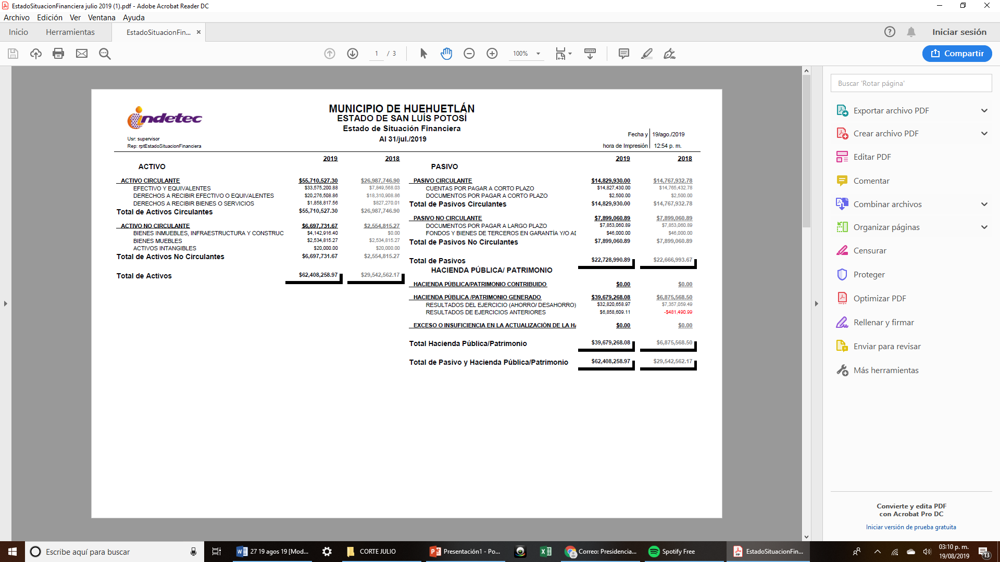 EstadoSituacionFinanciera julio 2019 (1).pdf - Adobe Acrobat Reader DC
Archivo Edición Ver Ventana Ayuda
Inicio Herramientas EstadoSituacionFin... × Iniciar sesión
1 / 3 100% Compartir
Buscar 'Rotar página'
Exportar archivo PDF
Crear archivo PDF
Editar PDF
Comentar
Combinar archivos
Organizar páginas
Censurar
Proteger
Optimizar PDF
Rellenar y firmar
Enviar para revisar
Más herramientas
Convierte y edita PDF
con Acrobat Pro DC
Iniciar versión de prueba gratuita
indetec
MUNICIPIO DE HUEHUETLÁN
ESTADO DE SAN LUÍS POTOSÍ
Estado de Situación Financiera
Al 31/jul./2019
Usr: supervisor
Rep: rptEstadoSituacionFinanciera
Fecha y 19/ago./2019
hora de Impresión 12:54 p. m.
2019 2018
ACTIVO
ACTIVO CIRCULANTE $55,710,527.30 $26,987,746.90
EFECTIVO Y EQUIVALENTES $33,575,200.88 $7,849,568.03
DERECHOS A RECIBIR EFECTIVO O EQUIVALENTES $20,276,508.86 $18,310,908.86
DERECHOS A RECIBIR BIENES O SERVICIOS $1,858,817.56 $827,270.01
Total de Activos Circulantes $55,710,527.30 $26,987,746.90
ACTIVO NO CIRCULANTE $6,697,731.67 $2,554,815.27
BIENES INMUEBLES, INFRAESTRUCTURA Y CONSTRUC $4,142,916.40 $0.00
BIENES MUEBLES $2,534,815.27 $2,534,815.27
ACTIVOS INTANGIBLES $20,000.00 $20,000.00
Total de Activos No Circulantes $6,697,731.67 $2,554,815.27
Total de Activos $62,408,258.97 $29,542,562.17
2019 2018
PASIVO
PASIVO CIRCULANTE $14,829,930.00 $14,767,932.78
CUENTAS POR PAGAR A CORTO PLAZO $14,827,430.00 $14,765,432.78
DOCUMENTOS POR PAGAR A CORTO PLAZO $2,500.00 $2,500.00
Total de Pasivos Circulantes $14,829,930.00 $14,767,932.78
PASIVO NO CIRCULANTE $7,899,060.89 $7,899,060.89
DOCUMENTOS POR PAGAR A LARGO PLAZO $7,853,060.89 $7,853,060.89
FONDOS Y BIENES DE TERCEROS EN GARANTÍA Y/O AD $46,000.00 $46,000.00
Total de Pasivos No Circulantes $7,899,060.89 $7,899,060.89
Total de Pasivos $22,728,990.89 $22,666,993.67
HACIENDA PÚBLICA/ PATRIMONIO
HACIENDA PÚBLICA/PATRIMONIO CONTRIBUIDO $0.00 $0.00
HACIENDA PÚBLICA /PATRIMONIO GENERADO $39,679,268.08 $6,875,568.50
RESULTADOS DEL EJERCICIO (AHORRO/ DESAHORRO) $32,820,658.97 $7,357,059.49
RESULTADOS DE EJERCICIOS ANTERIORES $6,858,609.11 -$481,490.99
EXCESO O INSUFICIENCIA EN LA ACTUALIZACIÓN DE LA HA $0.00 $0.00
Total Hacienda Pública/Patrimonio $39,679,268.08 $6,875,568.50
Total de Pasivo y Hacienda Pública/Patrimonio $62,408,258.97 $29,542,562.17
Escribe aquí para buscar 27 19 agos 19 [Mod... CORTE JULIO Presentación1 - Po... Correo: Presidencia... Spotify Free EstadoSituacionFin... 03:10 p. m.
19/08/2019 13